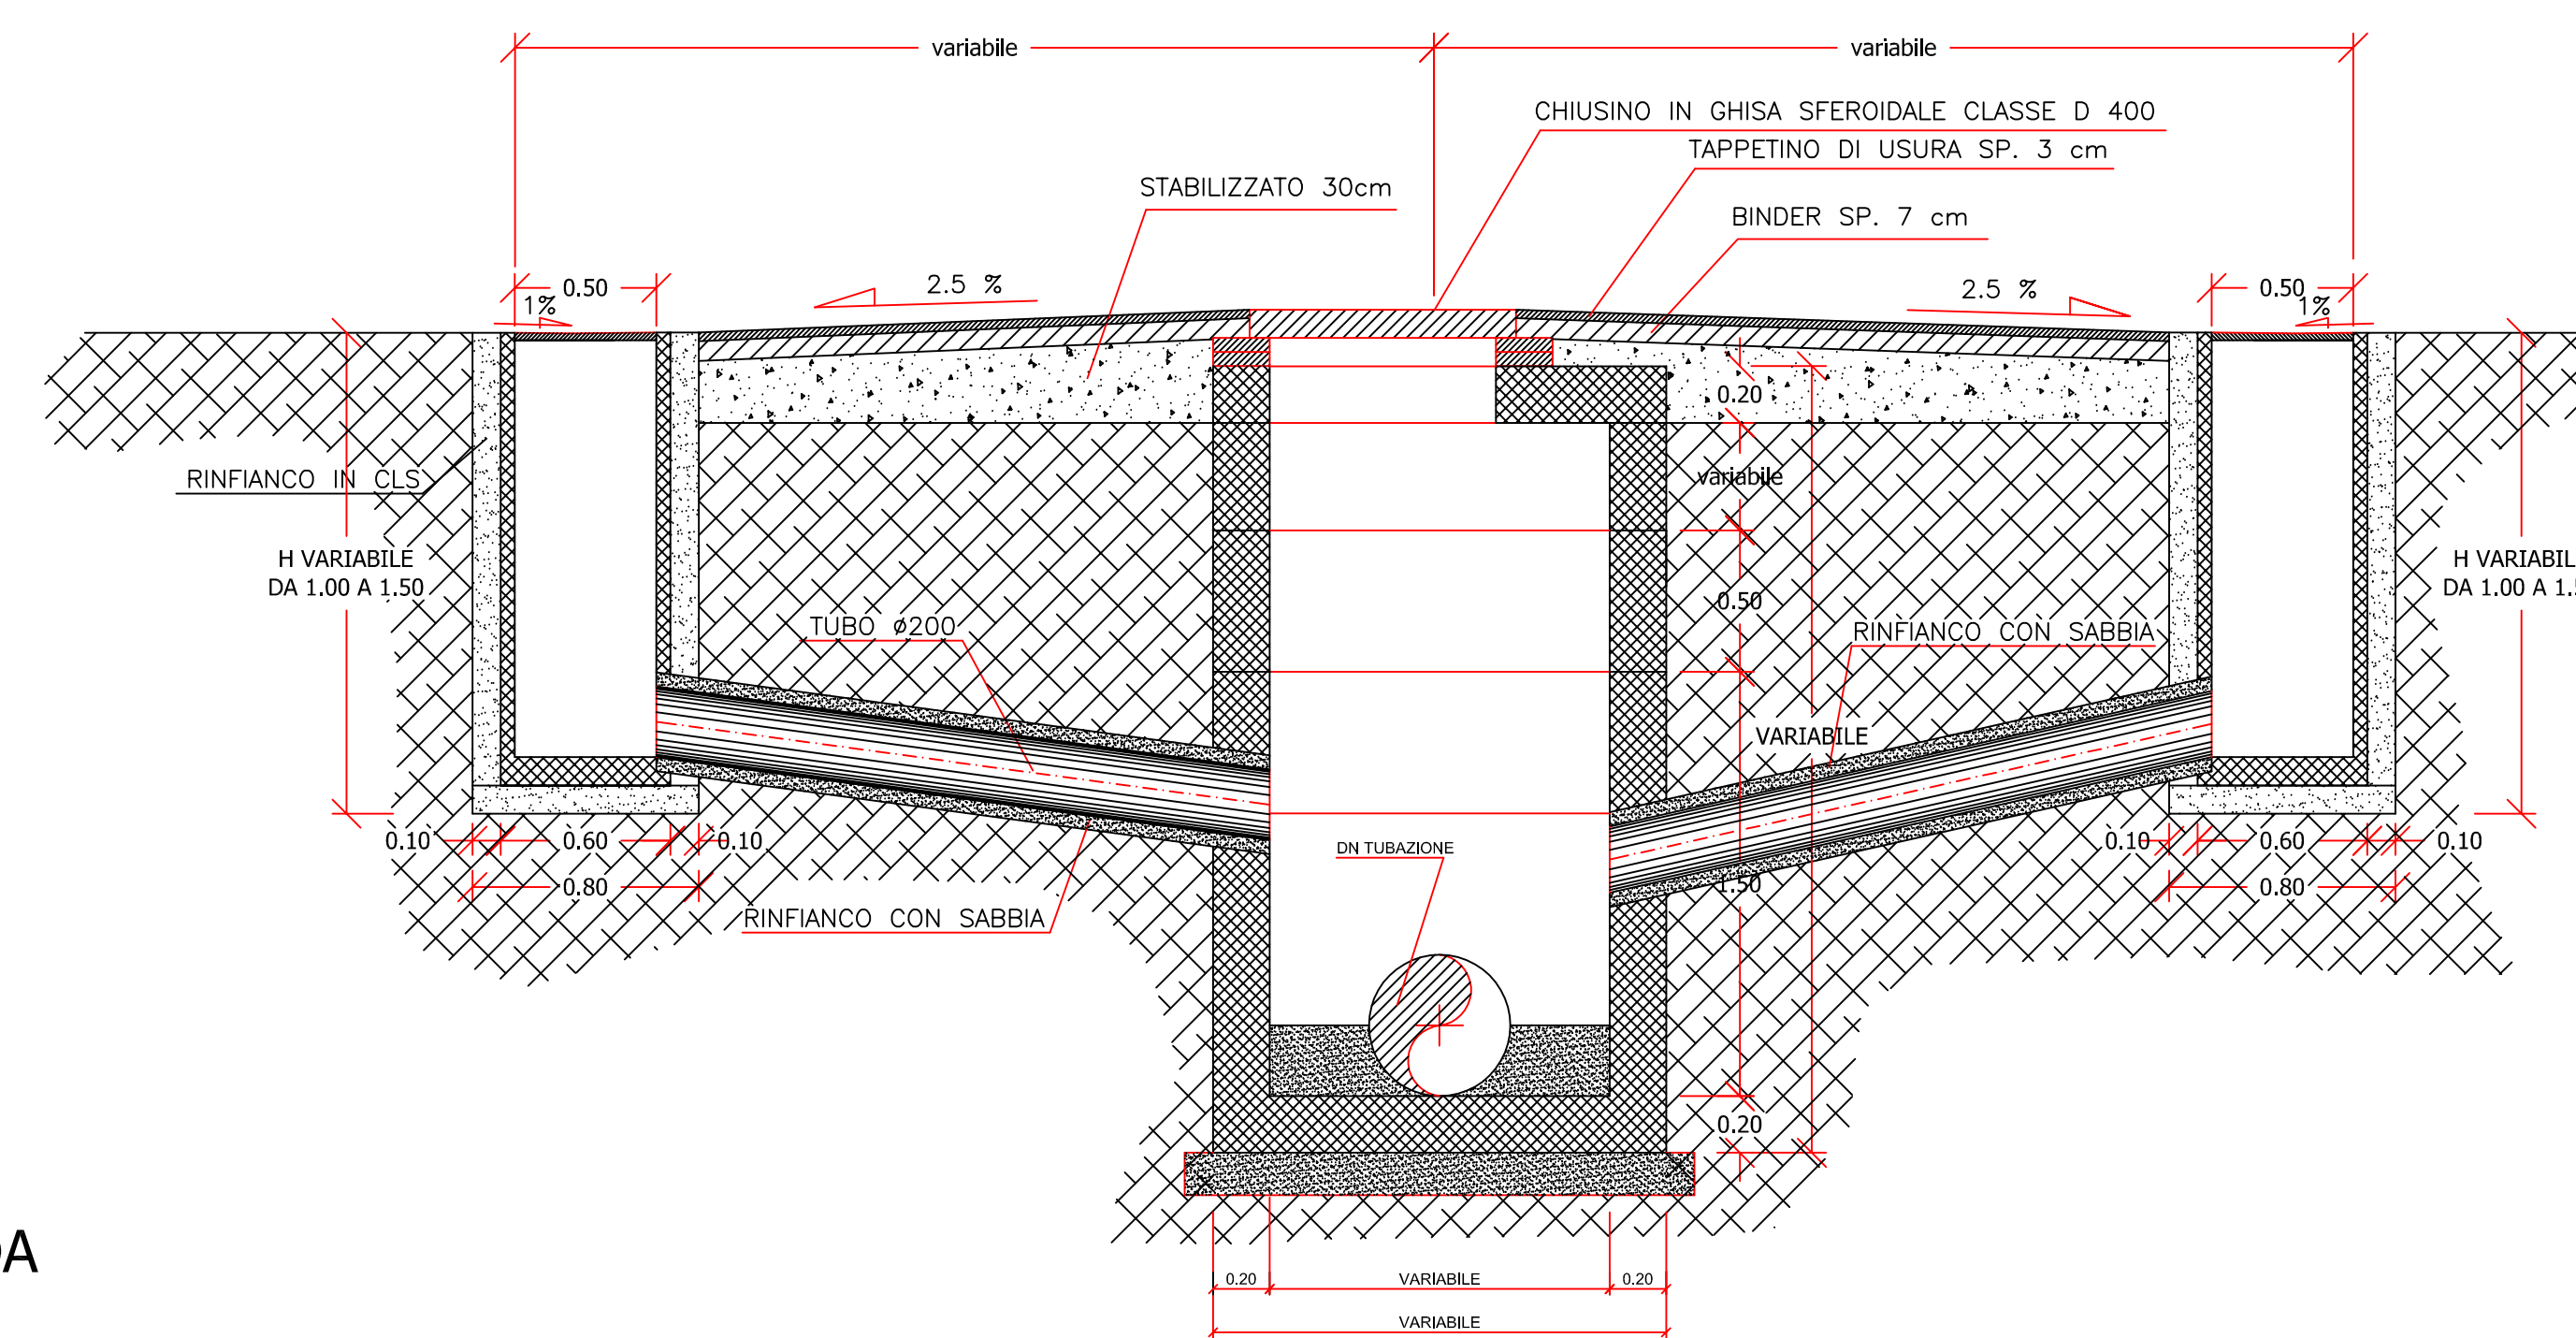 variabile
variabile
CHIUSINO IN GHISA SFEROIDALE CLASSE D 400
TAPPETINO DI USURA SP. 3 cm
STABILIZZATO 30cm
BINDER SP. 7 cm
0.50
1%
2.5 %
2.5 %
0.50
1%
0.20
RINFIANCO IN CLS
variabile
H VARIABILE
DA 1.00 A 1.50
H VARIABIL
DA 1.00 A 1.5
0.50
TUBO ø200
RINFIANCO CON SABBIA
VARIABILE
0.10
0.60
0.10
DN TUBAZIONE
0.10
0.60
0.10
0.80
1.50
0.80
RINFIANCO CON SABBIA
0.20
DA
0.20
VARIABILE
0.20
VARIABILE